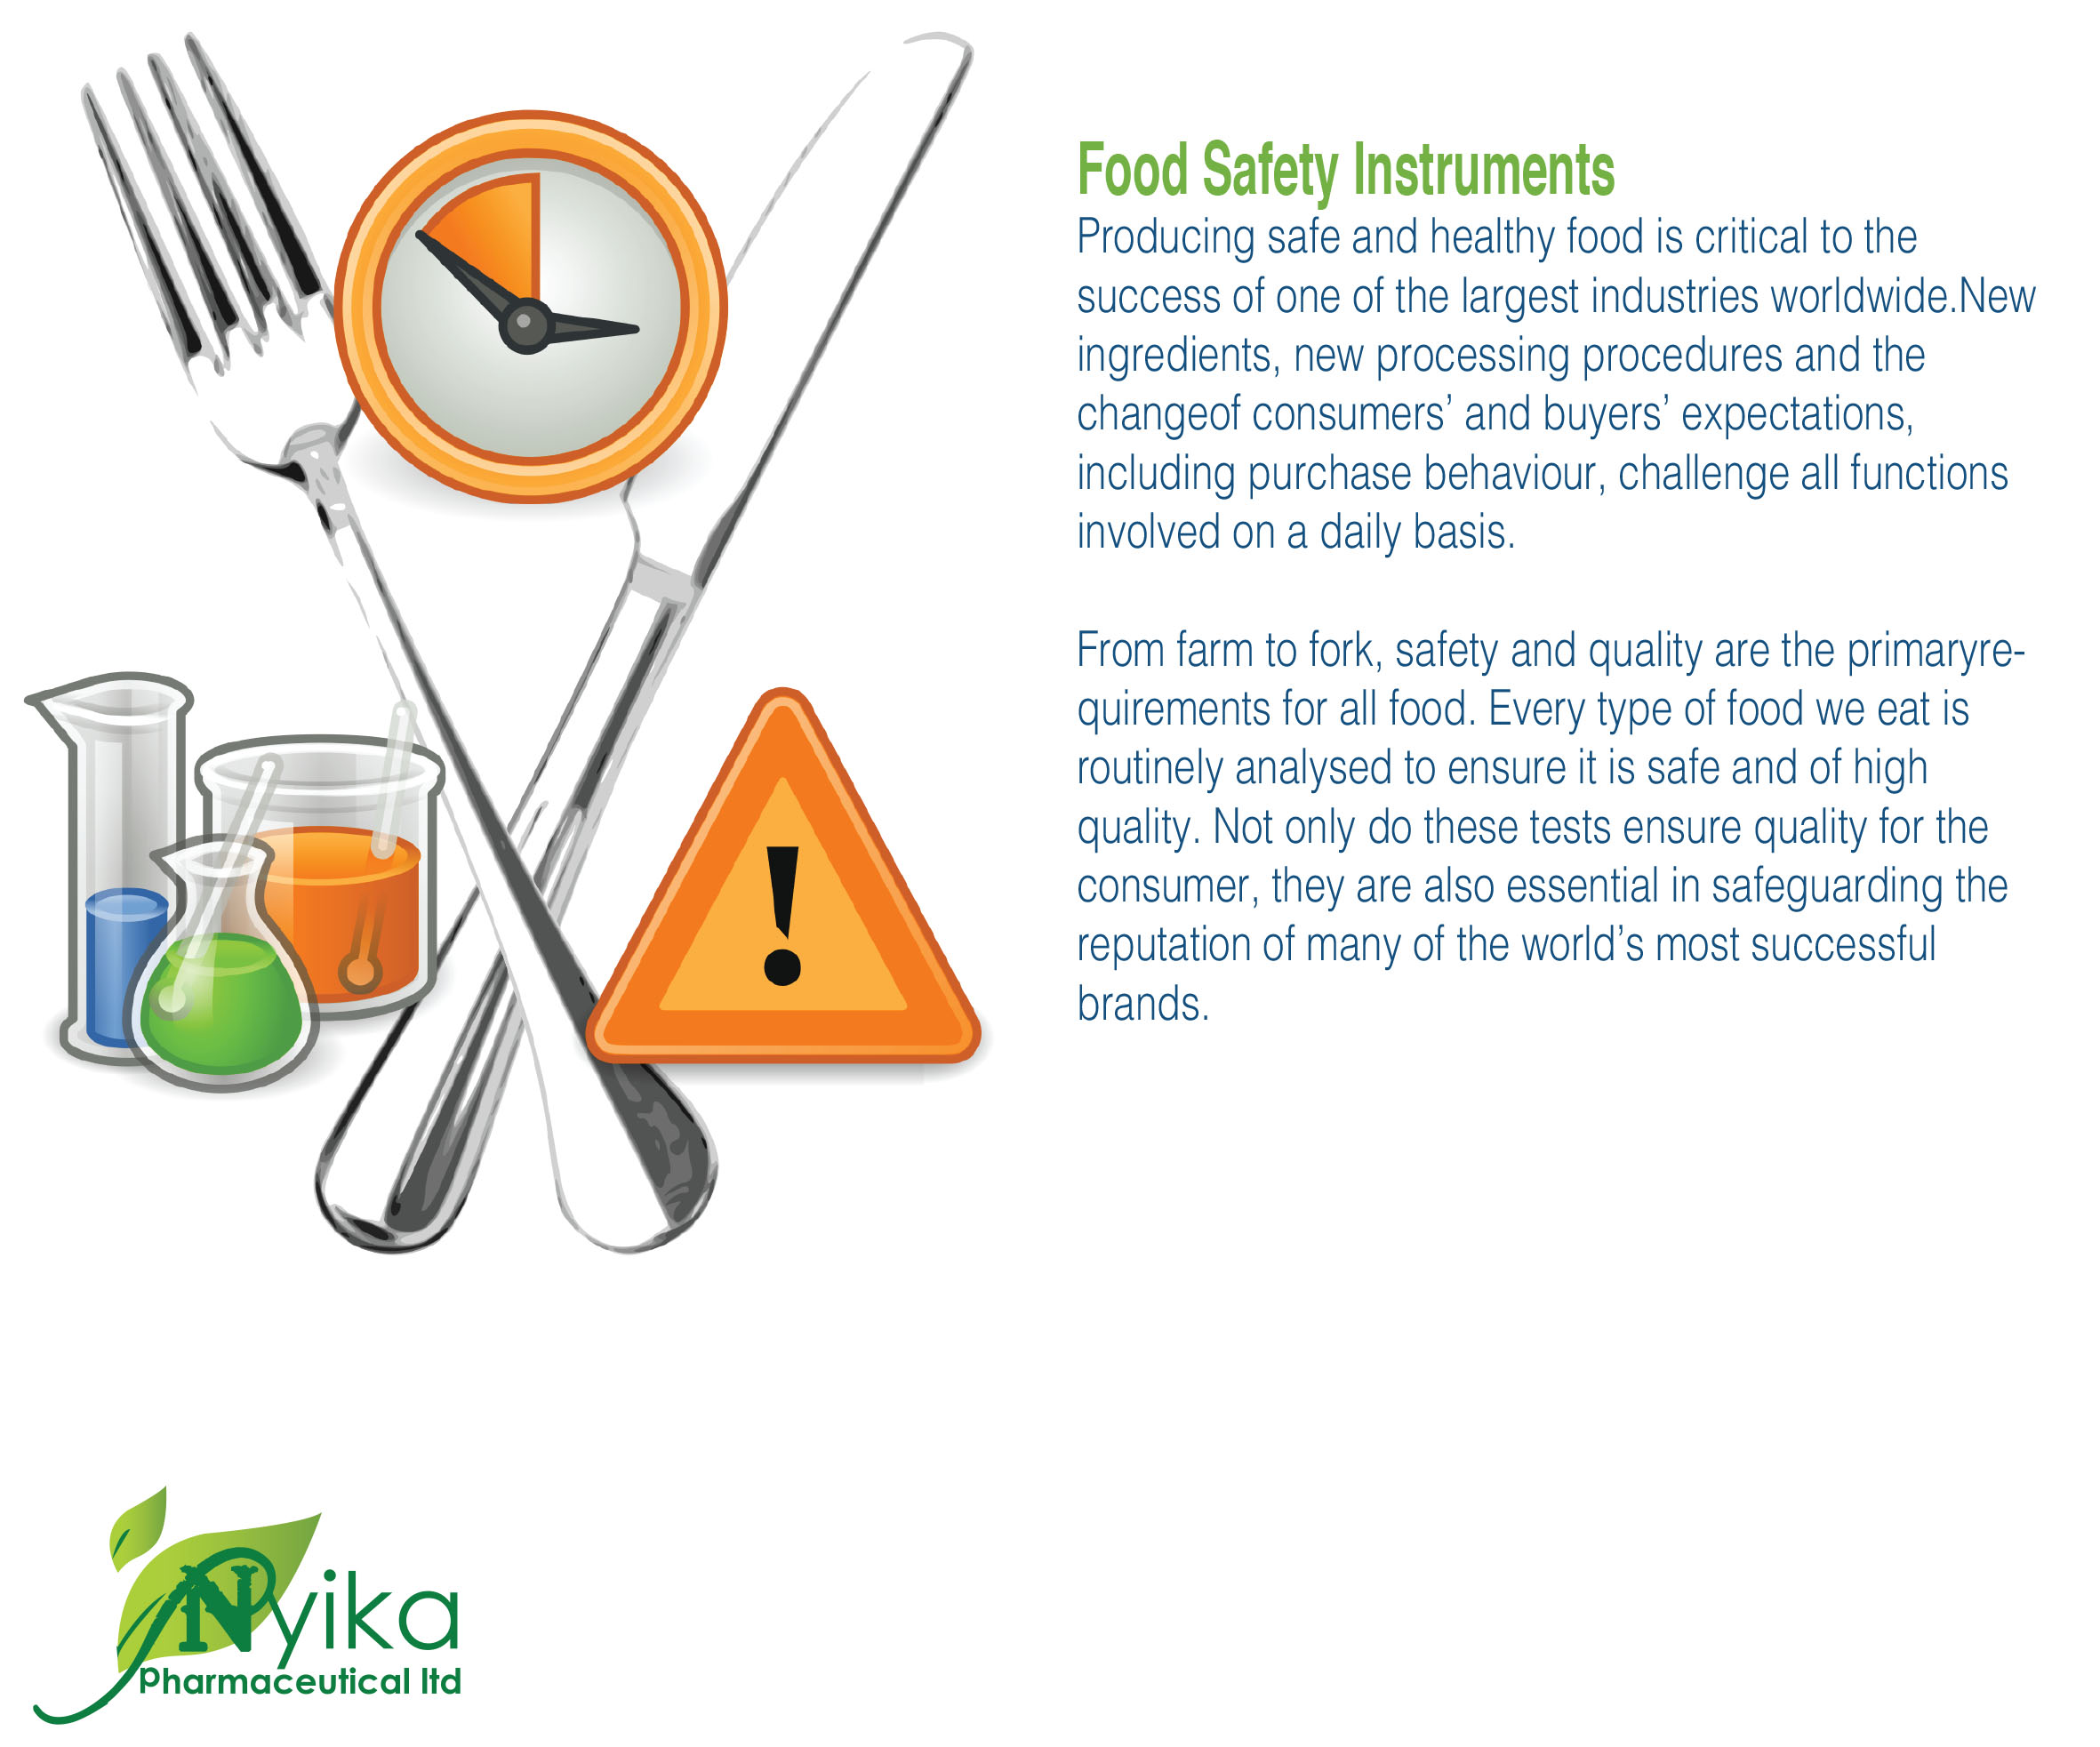 Food Safety Instruments
Producing safe and healthy food is critical to the
success of one of the largest industries worldwide.New
ingredients, new processing procedures and the
changeof consumers’ and buyers’ expectations,
including purchase behaviour, challenge all functions
involved on a daily basis.
From farm to fork, safety and quality are the primaryre-
quirements for all food. Every type of food we eat is
routinely analysed to ensure it is safe and of high
quality. Not only do these tests ensure quality for the
consumer, they are also essential in safeguarding the
reputation of many of the world’s most successful
brands.
!
Nyika
Pharmaceutical ltd